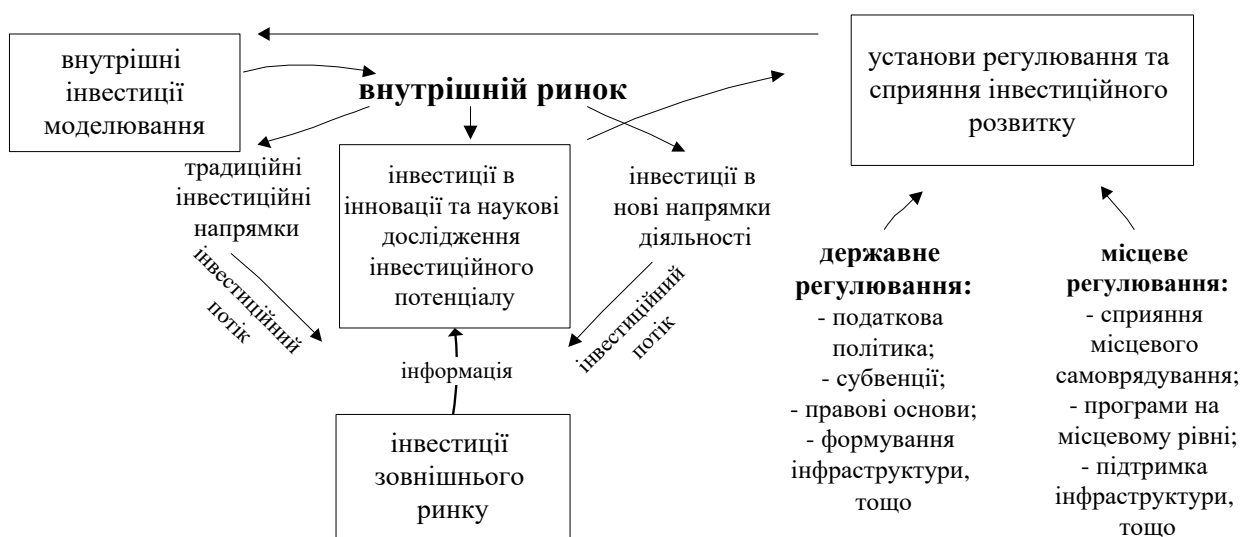 внутрішні
інвестиції
моделювання
внутрішній ринок
установи регулювання та
сприяння інвестиційного
розвитку
традиційні
інвестиційні
напрямки
інвестиції в
інновації та наукові
дослідження
інвестиційного
потенціалу
інвестиції в
нові напрямки
діяльності
інвестиційний
потік
інвестиційний
потік
інформація
інвестиції
зовнішнього
ринку
державне
регулювання:
- податкова
політика;
- субвенції;
- правові основи;
- формування
інфраструктури,
тощо
місцеве
регулювання:
- сприяння
місцевого
самоврядування;
- програми на
місцевому рівні;
- підтримка
інфраструктури,
тощо